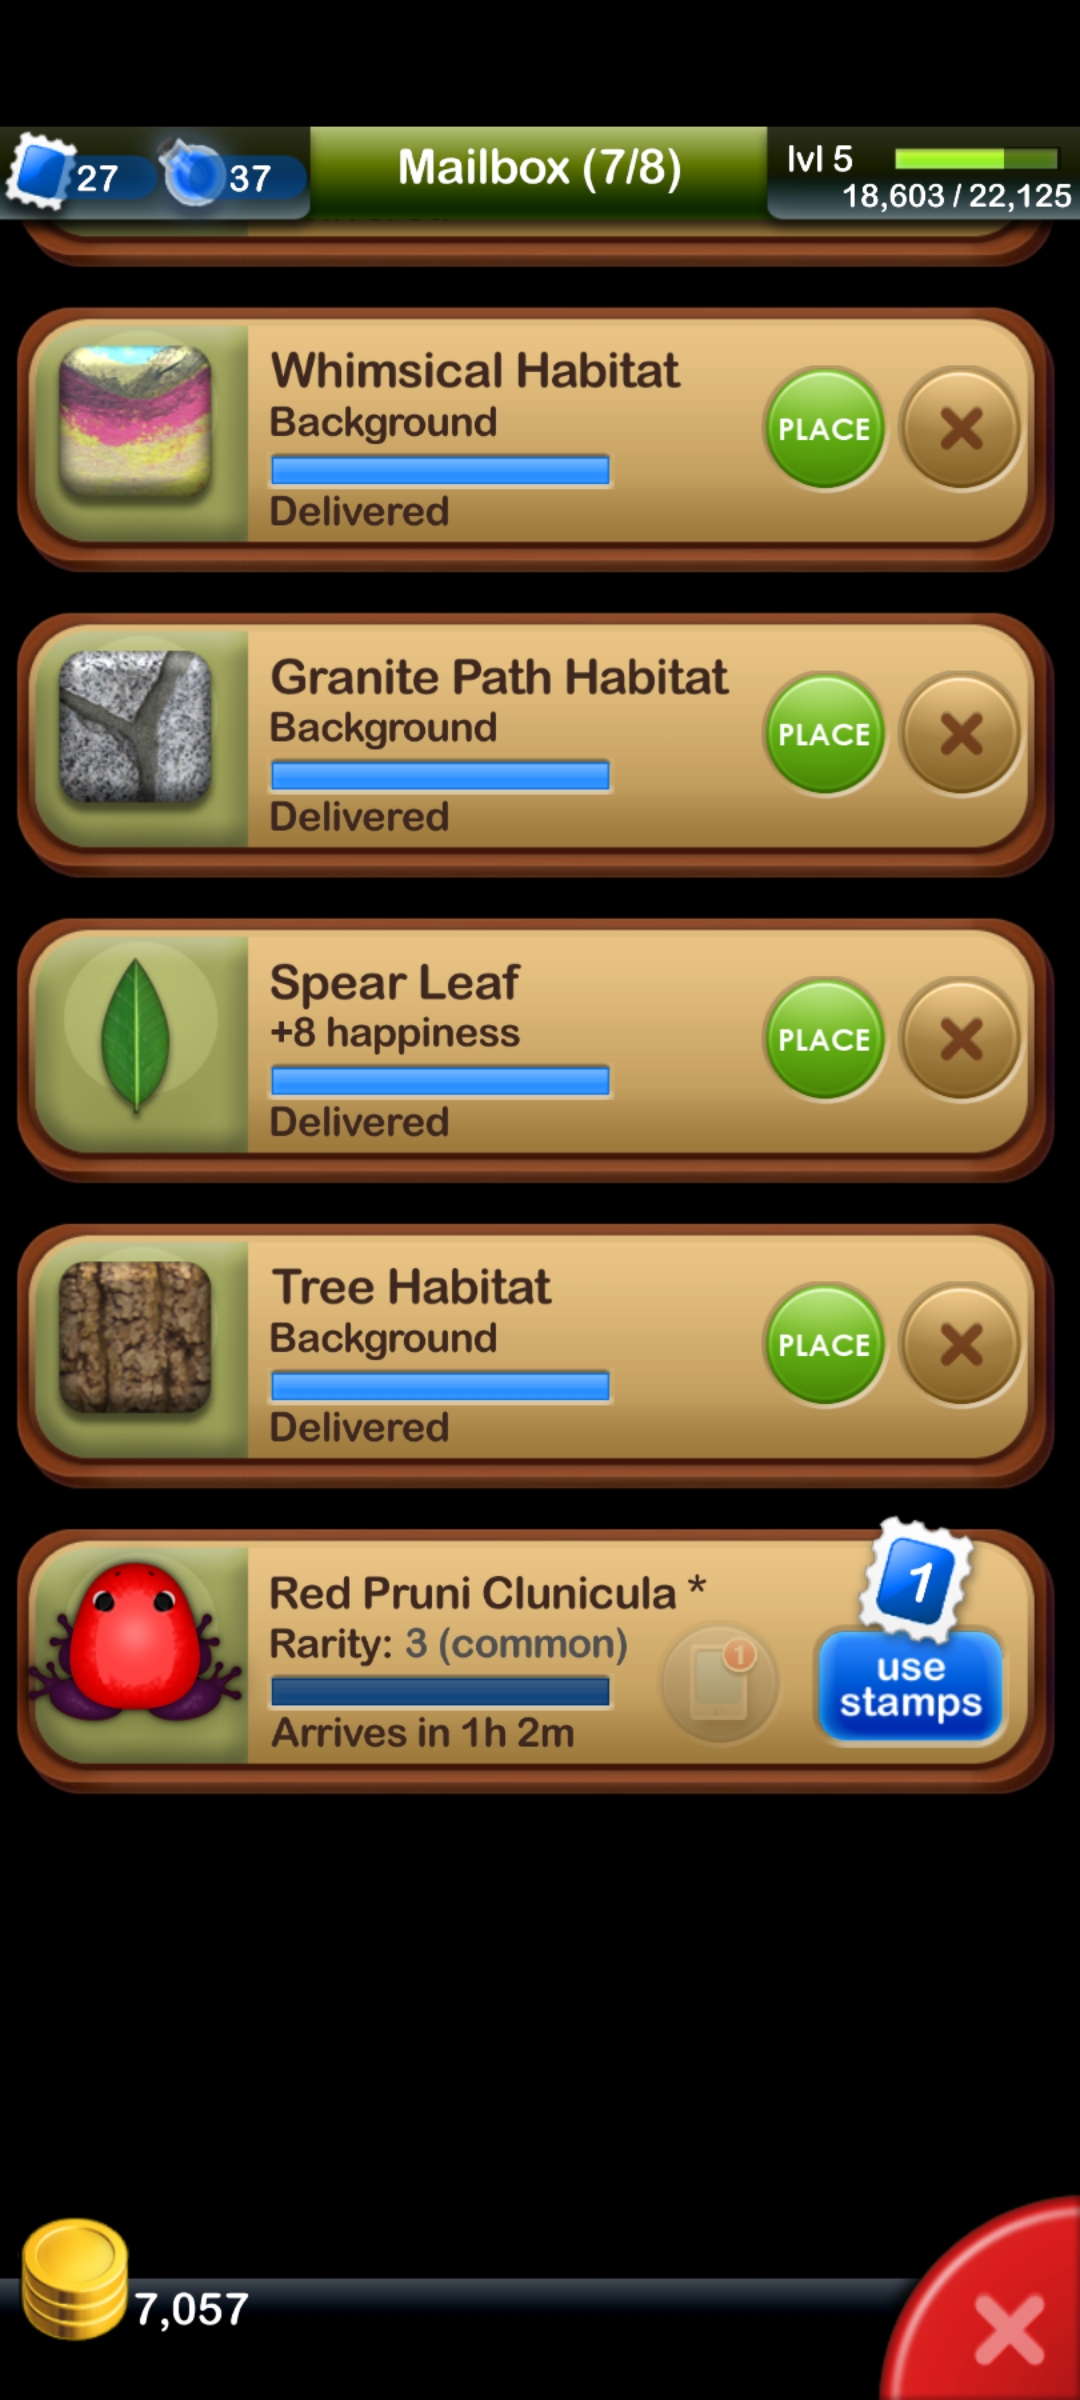 27
37
Mailbox (7/8)
lvl 5
18,603 / 22,125
Whimsical Habitat
Background
Delivered
PLACE
Granite Path Habitat
Background
Delivered
PLACE
Spear Leaf
+8 happiness
Delivered
PLACE
Tree Habitat
Background
Delivered
PLACE
Red Pruni Clunicula *
Rarity: 3 (common)
Arrives in 1h 2m
1
1
use
stamps
7,057